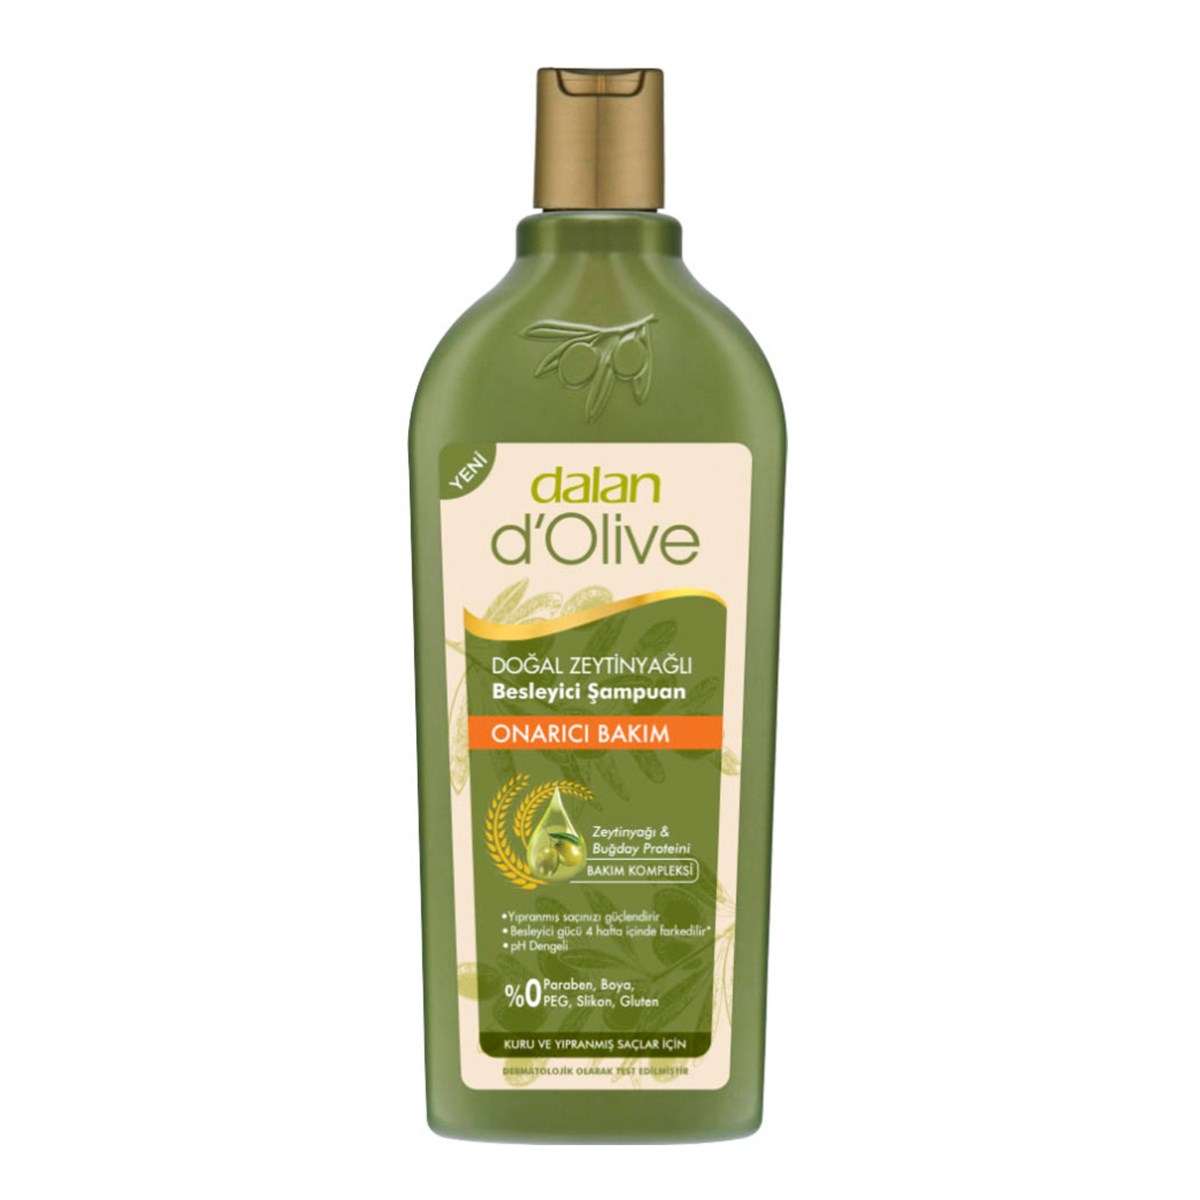 YENİ
dalan
d'Olive
DOĞAL ZEYTİNYAĞLI
Besleyici Şampuan
ONARICI BAKIM
Zeytinyağı &
Buğday Proteini
BAKIM KOMPLEKSİ
•Yıpranmış saçınızı güçlendirir
•Besleyici gücü 4 hafta içinde farkedilir*
•pH Dengeli
%0 Paraben, Boya,
PEG, Slikon, Gluten
KURU VE YIPRANMIŞ SAÇLAR İÇİN
DERMATOLOJİK OLARAK TEST EDİLMİŞTİR